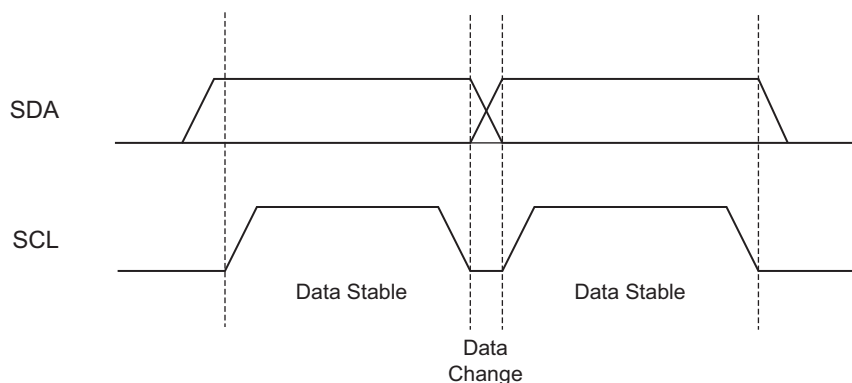 SDA
SCL
Data Stable
Data Stable
Data
Change